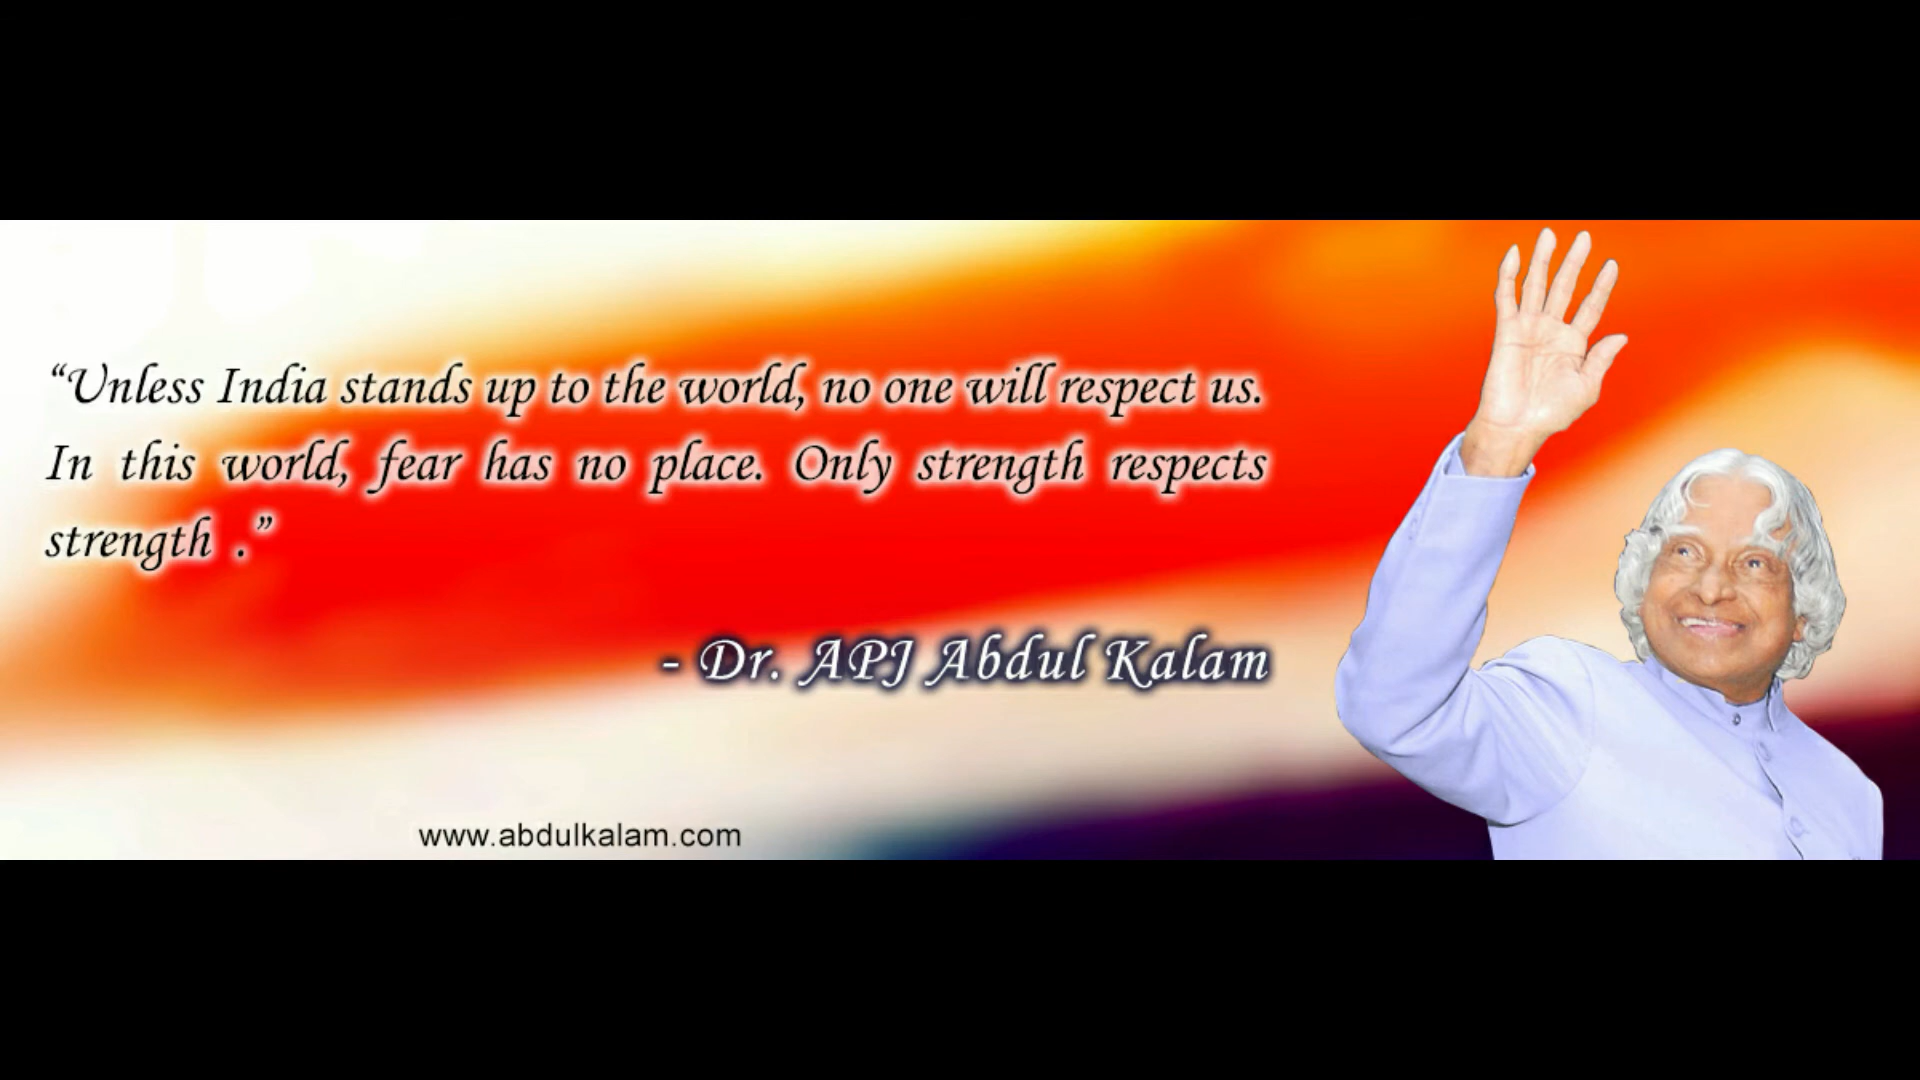 “Unless India stands up to the world, no one will respect us.
In this world, fear has no place. Only strength respects
strength .”
- Dr. APJ Abdul Kalam
www.abdulkalam.com